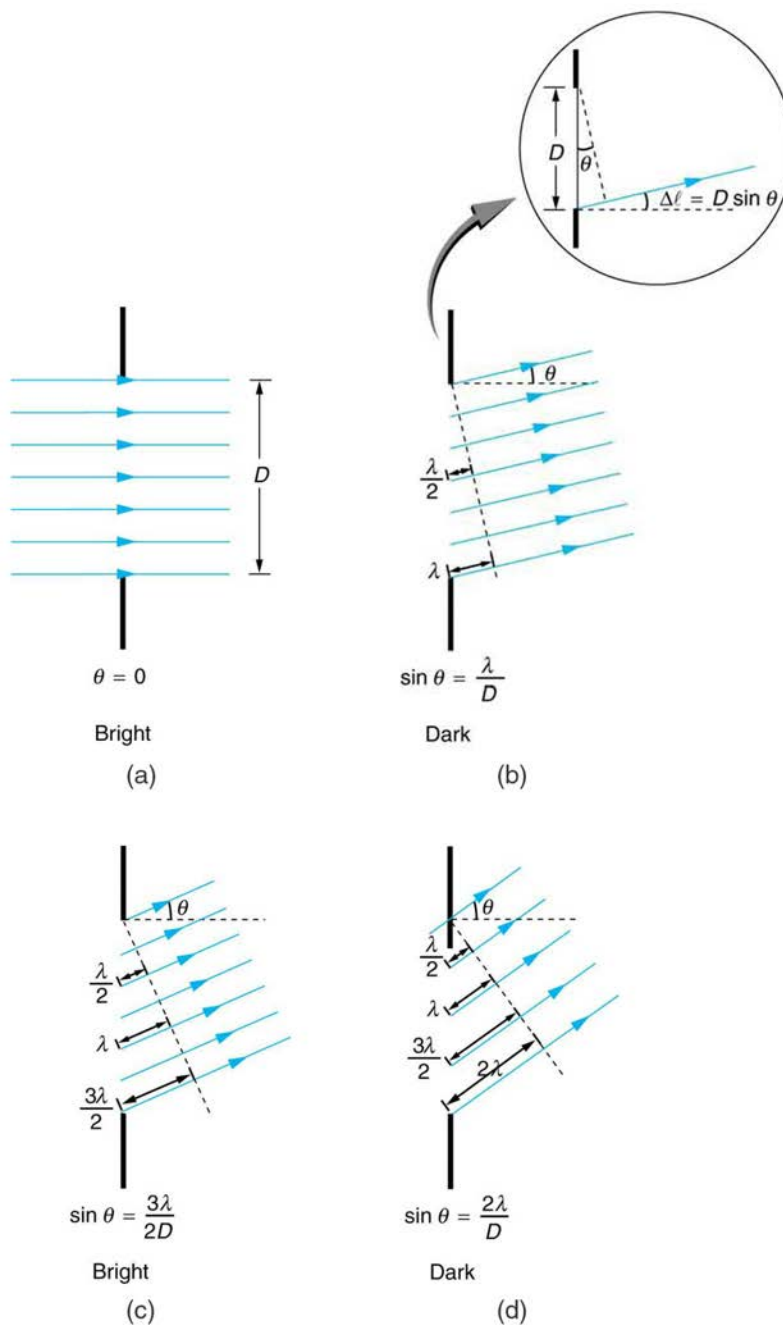 D
θ
Δℓ = D sin θ
D
θ = 0
Bright
(a)
θ
λ/2
λ
sin θ = λ/D
Dark
(b)
θ
λ/2
λ
3λ/2
sin θ = 3λ/2D
Bright
(c)
θ
λ/2
λ
3λ/2
2λ
sin θ = 2λ/D
Dark
(d)